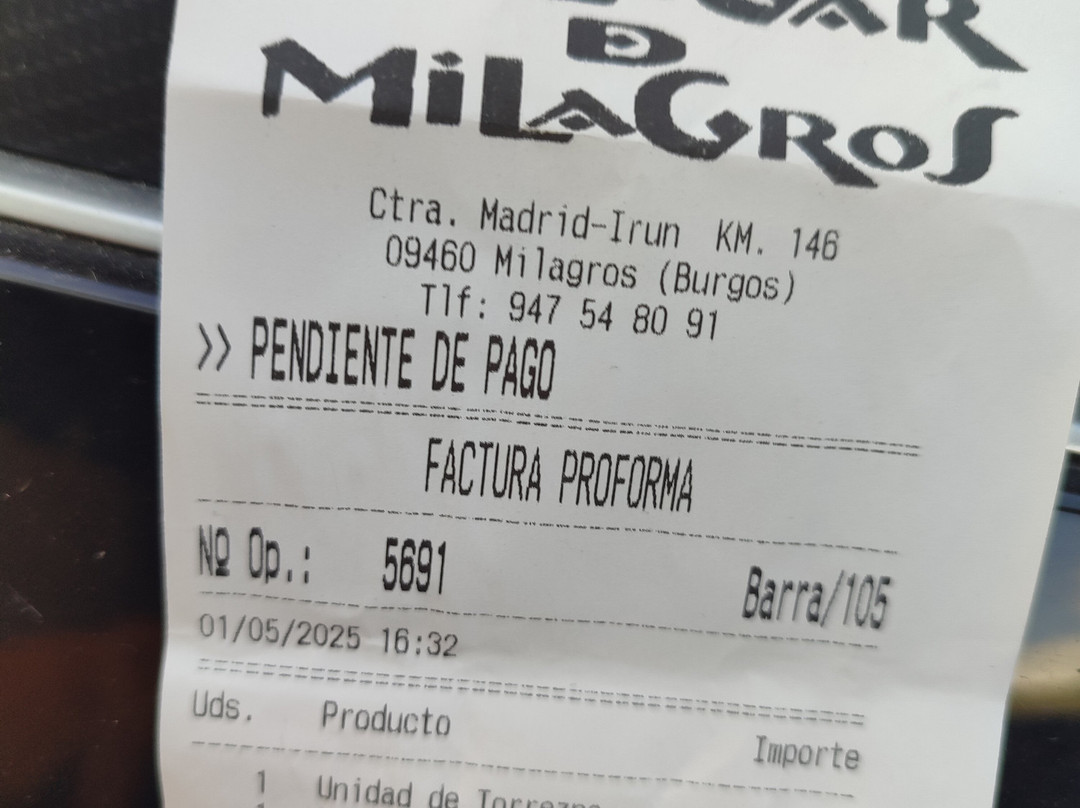 D
MiLAGROS
Ctra. Madrid-Irun KM. 146
09460 Milagros (Burgos)
Tlf: 947 54 80 91
>> PENDIENTE DE PAGO
FACTURA PROFORMA
Nº Op.: 5691 Barra/105
01/05/2025 16:32
Uds. Producto Importe
1 Unidad de